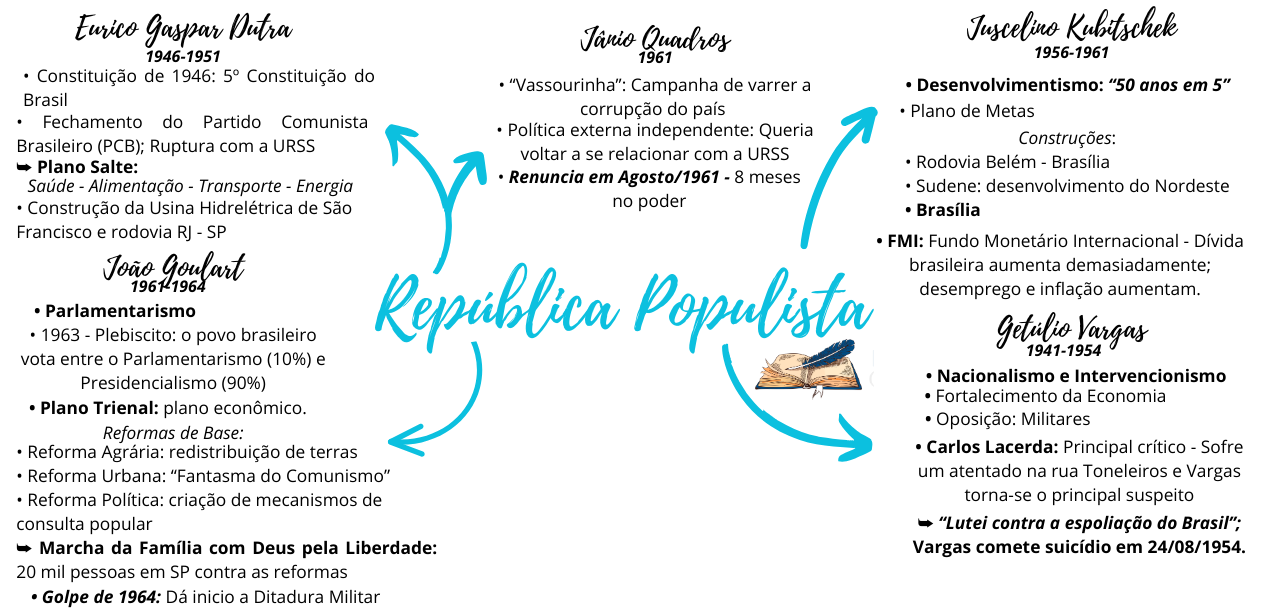 Eurico Gaspar Dutra
1946-1951
• Constituição de 1946: 5º Constituição do
Brasil
• Fechamento do Partido Comunista
Brasileiro (PCB); Ruptura com a URSS
➥ Plano Salte:
Saúde - Alimentação - Transporte - Energia
• Construção da Usina Hidrelétrica de São
Francisco e rodovia RJ - SP
João Goulart
1961-1964
• Parlamentarismo
• 1963 - Plebiscito: o povo brasileiro
vota entre o Parlamentarismo (10%) e
Presidencialismo (90%)
• Plano Trienal: plano econômico.
Reformas de Base:
• Reforma Agrária: redistribuição de terras
• Reforma Urbana: “Fantasma do Comunismo”
• Reforma Política: criação de mecanismos de
consulta popular
➥ Marcha da Família com Deus pela Liberdade:
20 mil pessoas em SP contra as reformas
• Golpe de 1964: Dá inicio a Ditadura Militar
Jânio Quadros
1961
• “Vassourinha”: Campanha de varrer a
corrupção do país
• Política externa independente: Queria
voltar a se relacionar com a URSS
• Renuncia em Agosto/1961 - 8 meses
no poder
República Populista
Juscelino Kubitschek
1956-1961
• Desenvolvimentismo: “50 anos em 5”
• Plano de Metas
Construções:
• Rodovia Belém - Brasília
• Sudene: desenvolvimento do Nordeste
• Brasília
• FMI: Fundo Monetário Internacional - Dívida
brasileira aumenta demasiadamente;
desemprego e inflação aumentam.
Getúlio Vargas
1941-1954
• Nacionalismo e Intervencionismo
• Fortalecimento da Economia
• Oposição: Militares
• Carlos Lacerda: Principal crítico - Sofre
um atentado na rua Toneleiros e Vargas
torna-se o principal suspeito
➥ “Lutei contra a espoliação do Brasil”;
Vargas comete suicídio em 24/08/1954.